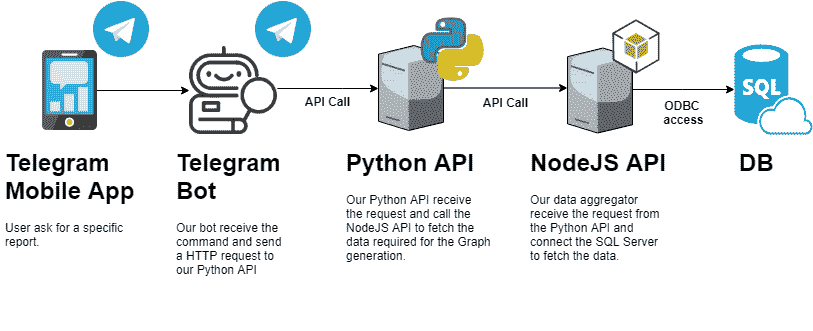 API Call
API Call
ODBC
access
SQL
Telegram
Mobile App
User ask for a specific
report.
Telegram
Bot
Our bot receive the
command and send
a HTTP request to
our Python API
Python API
Our Python API receive
the request and call the
NodeJS API to fetch the
data required for the Graph
generation.
NodeJS API
Our data aggregator
receive the request from
the Python API and
connect the SQL Server
to fetch the data.
DB